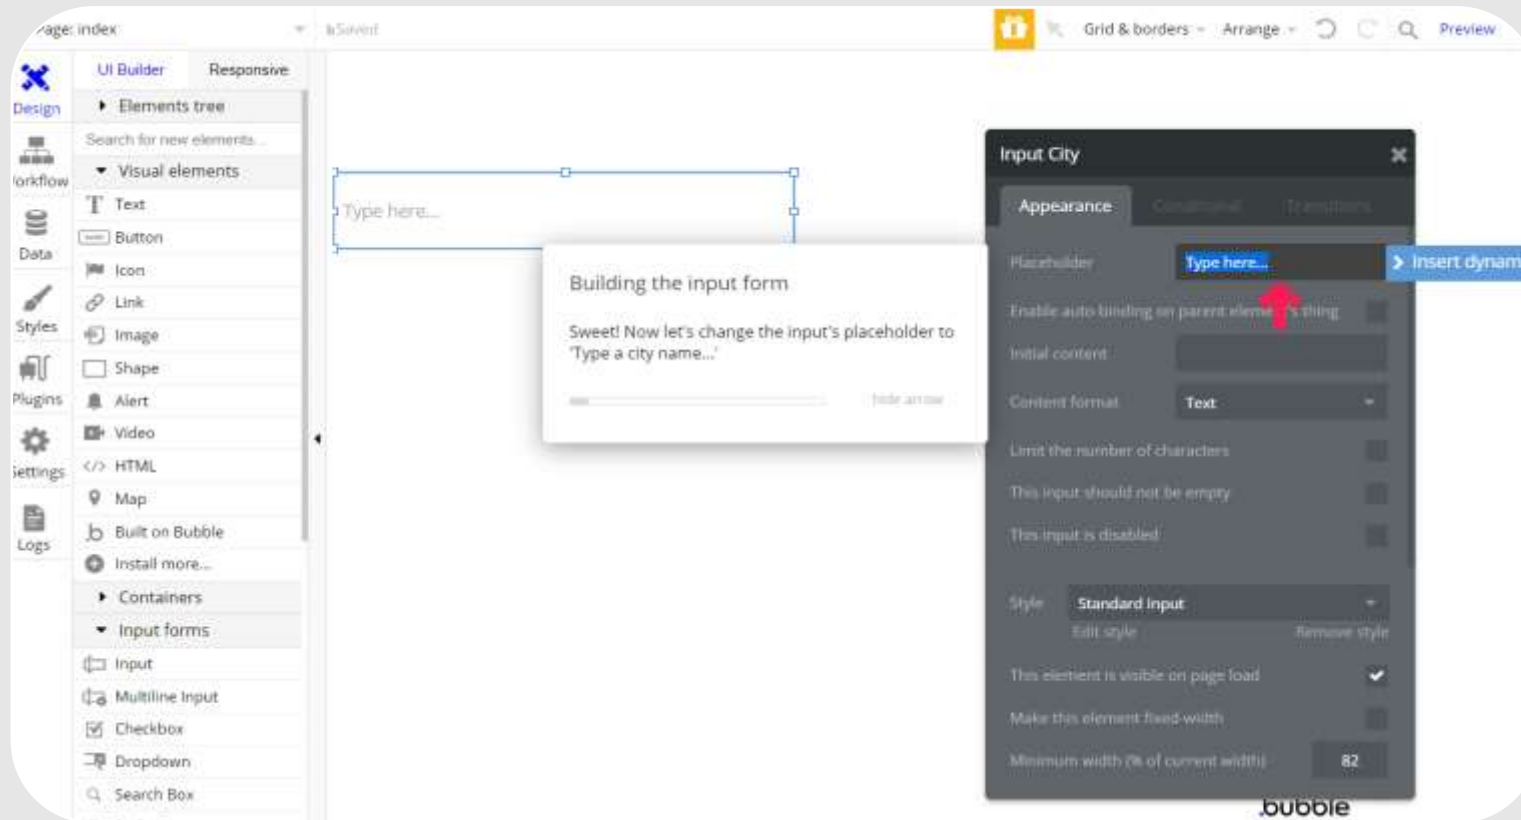 Page: index
Saved
Grid & borders
Arrange
Preview
UI Builder
Responsive
Design
Elements tree
Search for new elements...
Workflow
Visual elements
Text
Button
Data
Icon
Link
Styles
Image
Shape
Plugins
Alert
Video
Settings
HTML
Map
Logs
Built on Bubble
Install more...
Containers
Input forms
Input
Multiline Input
Checkbox
Dropdown
Search Box
Type here...
Building the input form
Sweet! Now let's change the input's placeholder to
'Type a city name...'
hide arrow
Input City
Appearance
Conditional
Transitions
Placeholder
Type here...
Insert dynam
Enable auto-binding on parent element's thing
Initial content
Content format
Text
Limit the number of characters
This input should not be empty
This input is disabled
Style
Standard Input
Edit style
Remove style
This element is visible on page load
Make this element fixed-width
Minimum width (% of current width)
82
.bubble